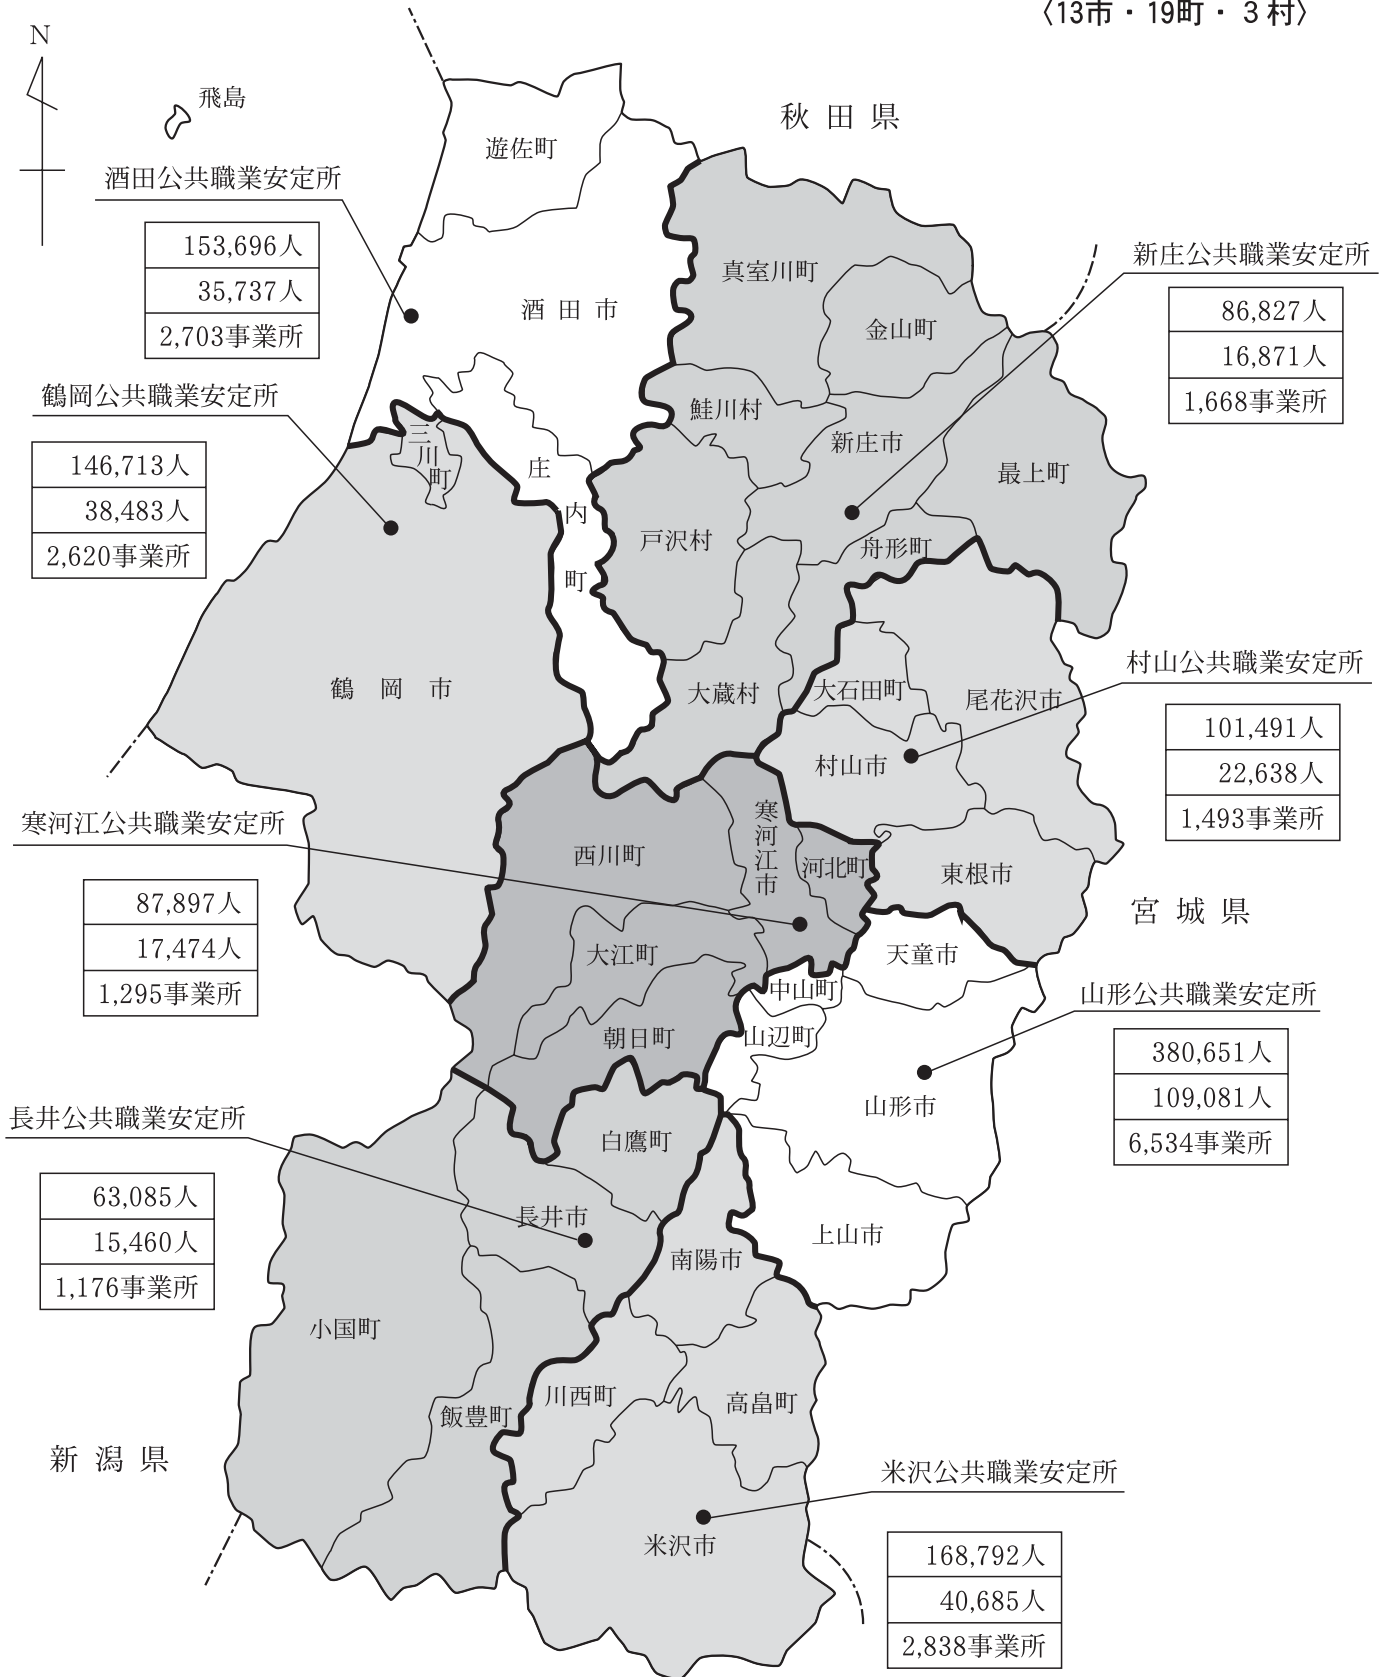 〈13市・19町・3村〉
N
飛島
秋田県
遊佐町
酒田公共職業安定所
153,696人
35,737人
2,703事業所
酒田市
真室川町
金山町
新庄公共職業安定所
86,827人
16,871人
1,668事業所
鶴岡公共職業安定所
146,713人
38,483人
2,620事業所
三川町
鮭川村
新庄市
最上町
庄内町
戸沢村
舟形町
鶴岡市
大蔵村
大石田町
尾花沢市
村山公共職業安定所
101,491人
22,638人
1,493事業所
村山市
寒河江公共職業安定所
87,897人
17,474人
1,295事業所
西川町
寒河江市
河北町
東根市
宮城県
大江町
天童市
中山町
朝日町
山辺町
山形公共職業安定所
380,651人
109,081人
6,534事業所
山形市
長井公共職業安定所
63,085人
15,460人
1,176事業所
白鷹町
長井市
南陽市
上山市
小国町
飯豊町
川西町
高畠町
新潟県
米沢公共職業安定所
168,792人
40,685人
2,838事業所
米沢市